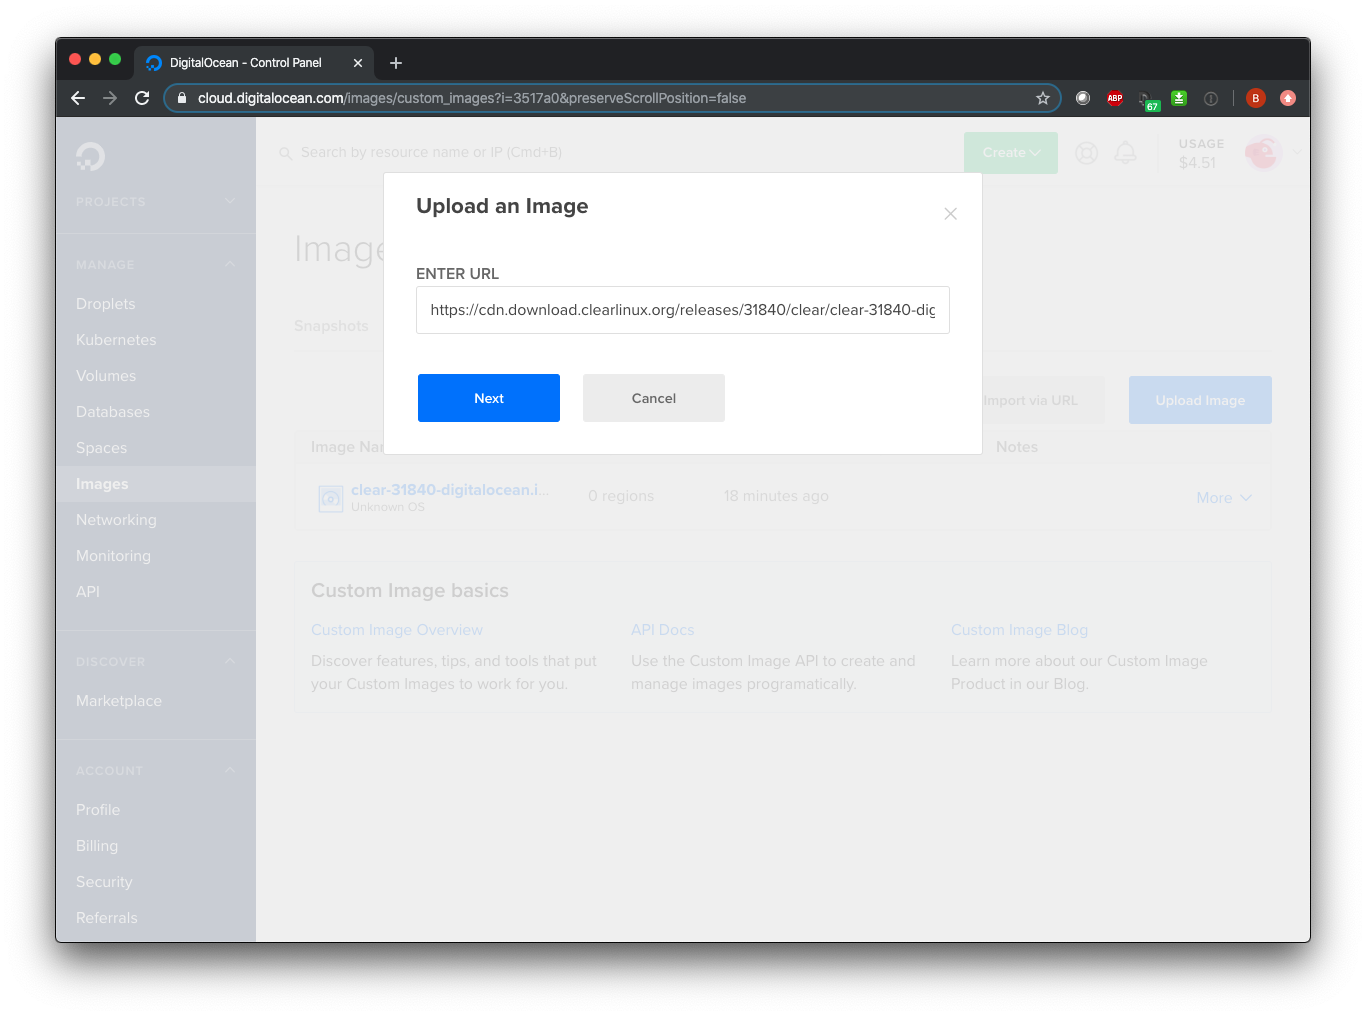 DigitalOcean - Control Panel
cloud.digitalocean.com/images/custom_images?i=3517a0&preserveScrollPosition=false
ABP
67
B
Search by resource name or IP (Cmd+B)
Create
USAGE
$4.51
PROJECTS
MANAGE
Droplets
Kubernetes
Volumes
Databases
Spaces
Images
Networking
Monitoring
API
DISCOVER
Marketplace
ACCOUNT
Profile
Billing
Security
Referrals
Image
Snapshots
Upload an Image
ENTER URL
https://cdn.download.clearlinux.org/releases/31840/clear/clear-31840-dig
Next
Cancel
Import via URL
Upload Image
Image Na
Notes
clear-31840-digitalocean.i...
Unknown OS
0 regions
18 minutes ago
More
Custom Image basics
Custom Image Overview
Discover features, tips, and tools that put
your Custom Images to work for you.
API Docs
Use the Custom Image API to create and
manage images programatically.
Custom Image Blog
Learn more about our Custom Image
Product in our Blog.